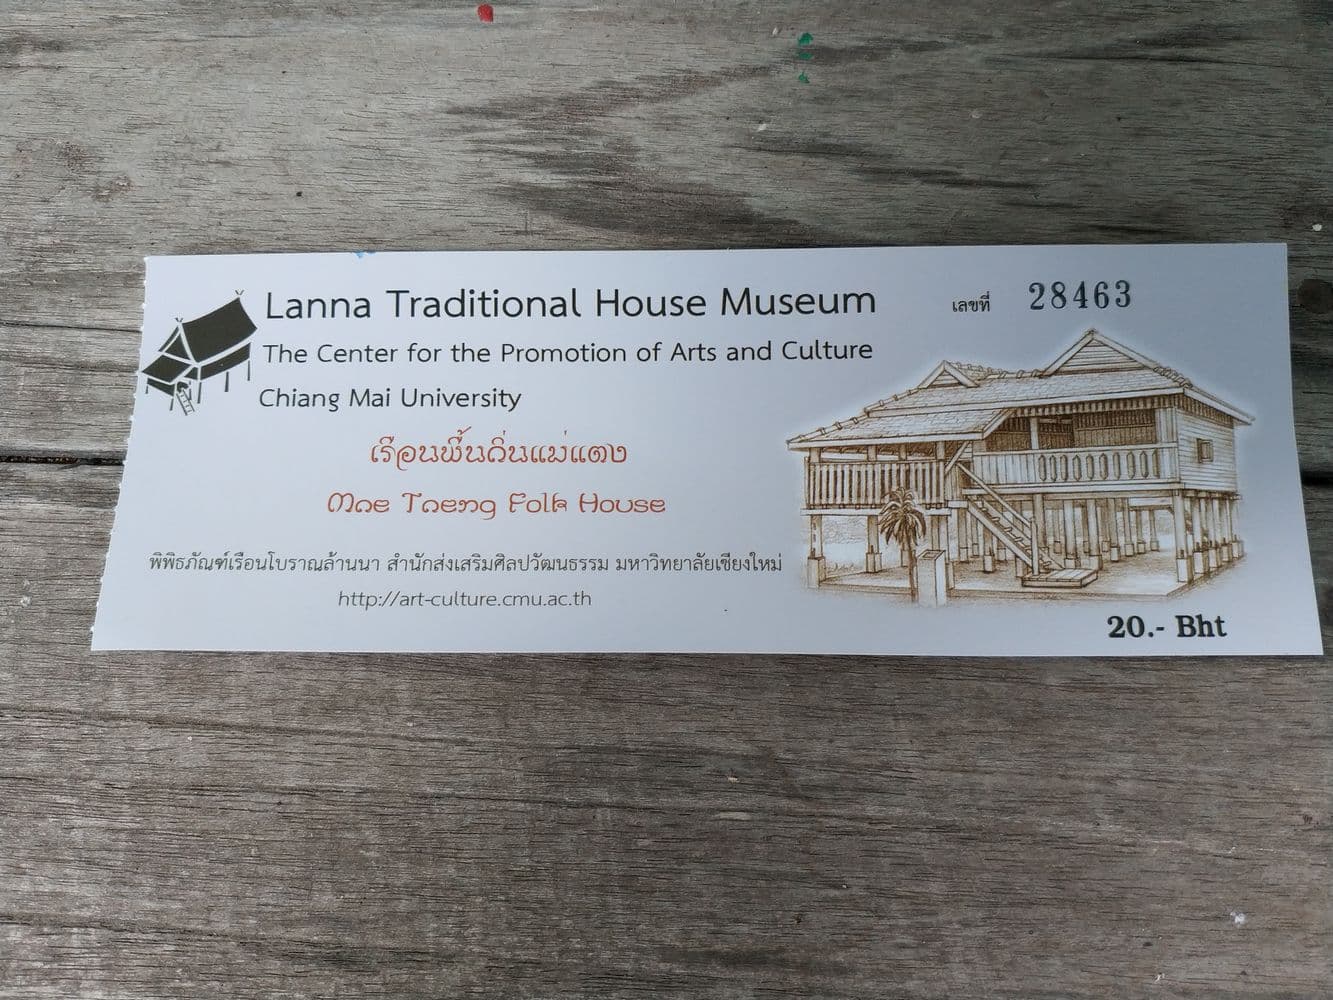 Lanna Traditional House Museum
เลขที่ 28463
The Center for the Promotion of Arts and Culture
Chiang Mai University
เรือนพื้นถิ่นแม่แตง
Mae Taeng Folk House
พิพิธภัณฑ์เรือนโบราณล้านนา สำนักส่งเสริมศิลปวัฒนธรรม มหาวิทยาลัยเชียงใหม่
http://art-culture.cmu.ac.th
20.- Bht